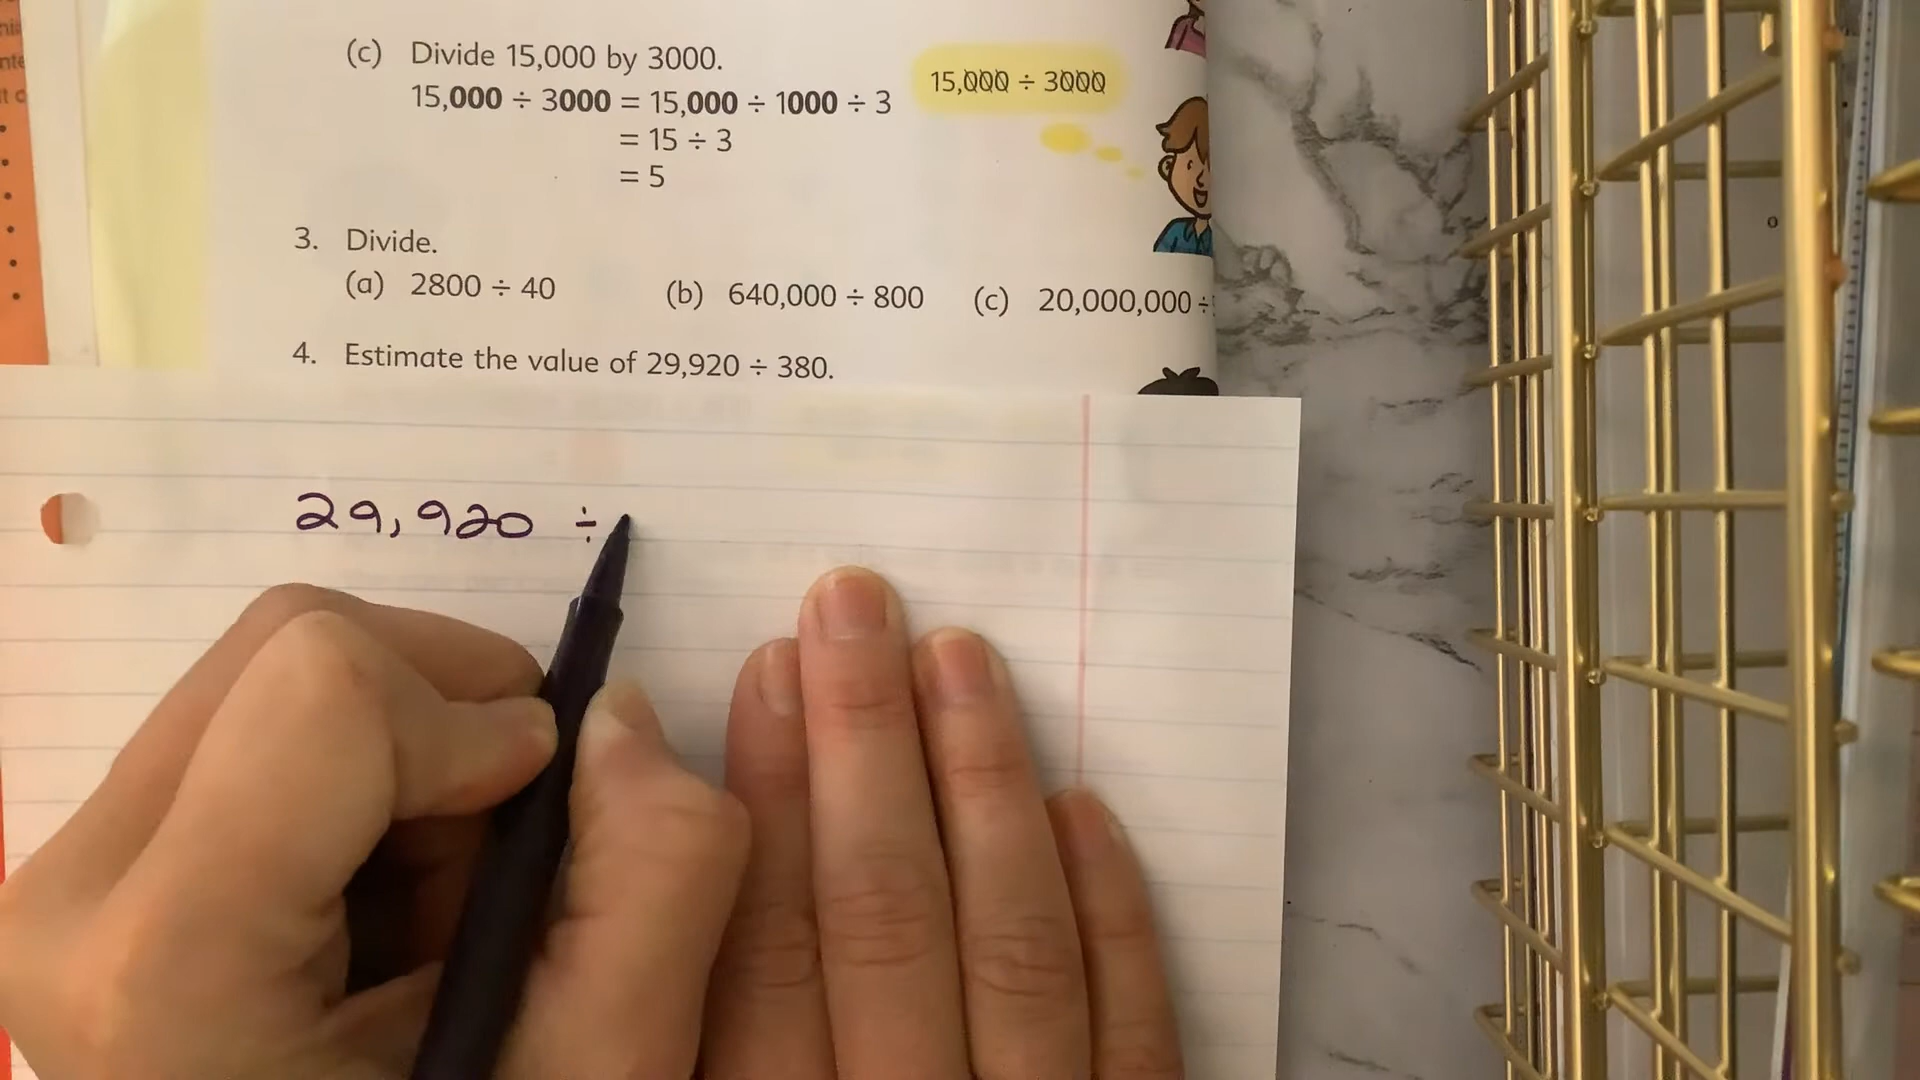 (c) Divide 15,000 by 3000.
15,000 ÷ 3000 = 15,000 ÷ 1000 ÷ 3
= 15 ÷ 3
= 5
15,000 ÷ 3000
3. Divide.
(a) 2800 ÷ 40 (b) 640,000 ÷ 800 (c) 20,000,000 ÷
4. Estimate the value of 29,920 ÷ 380.
29,920 ÷